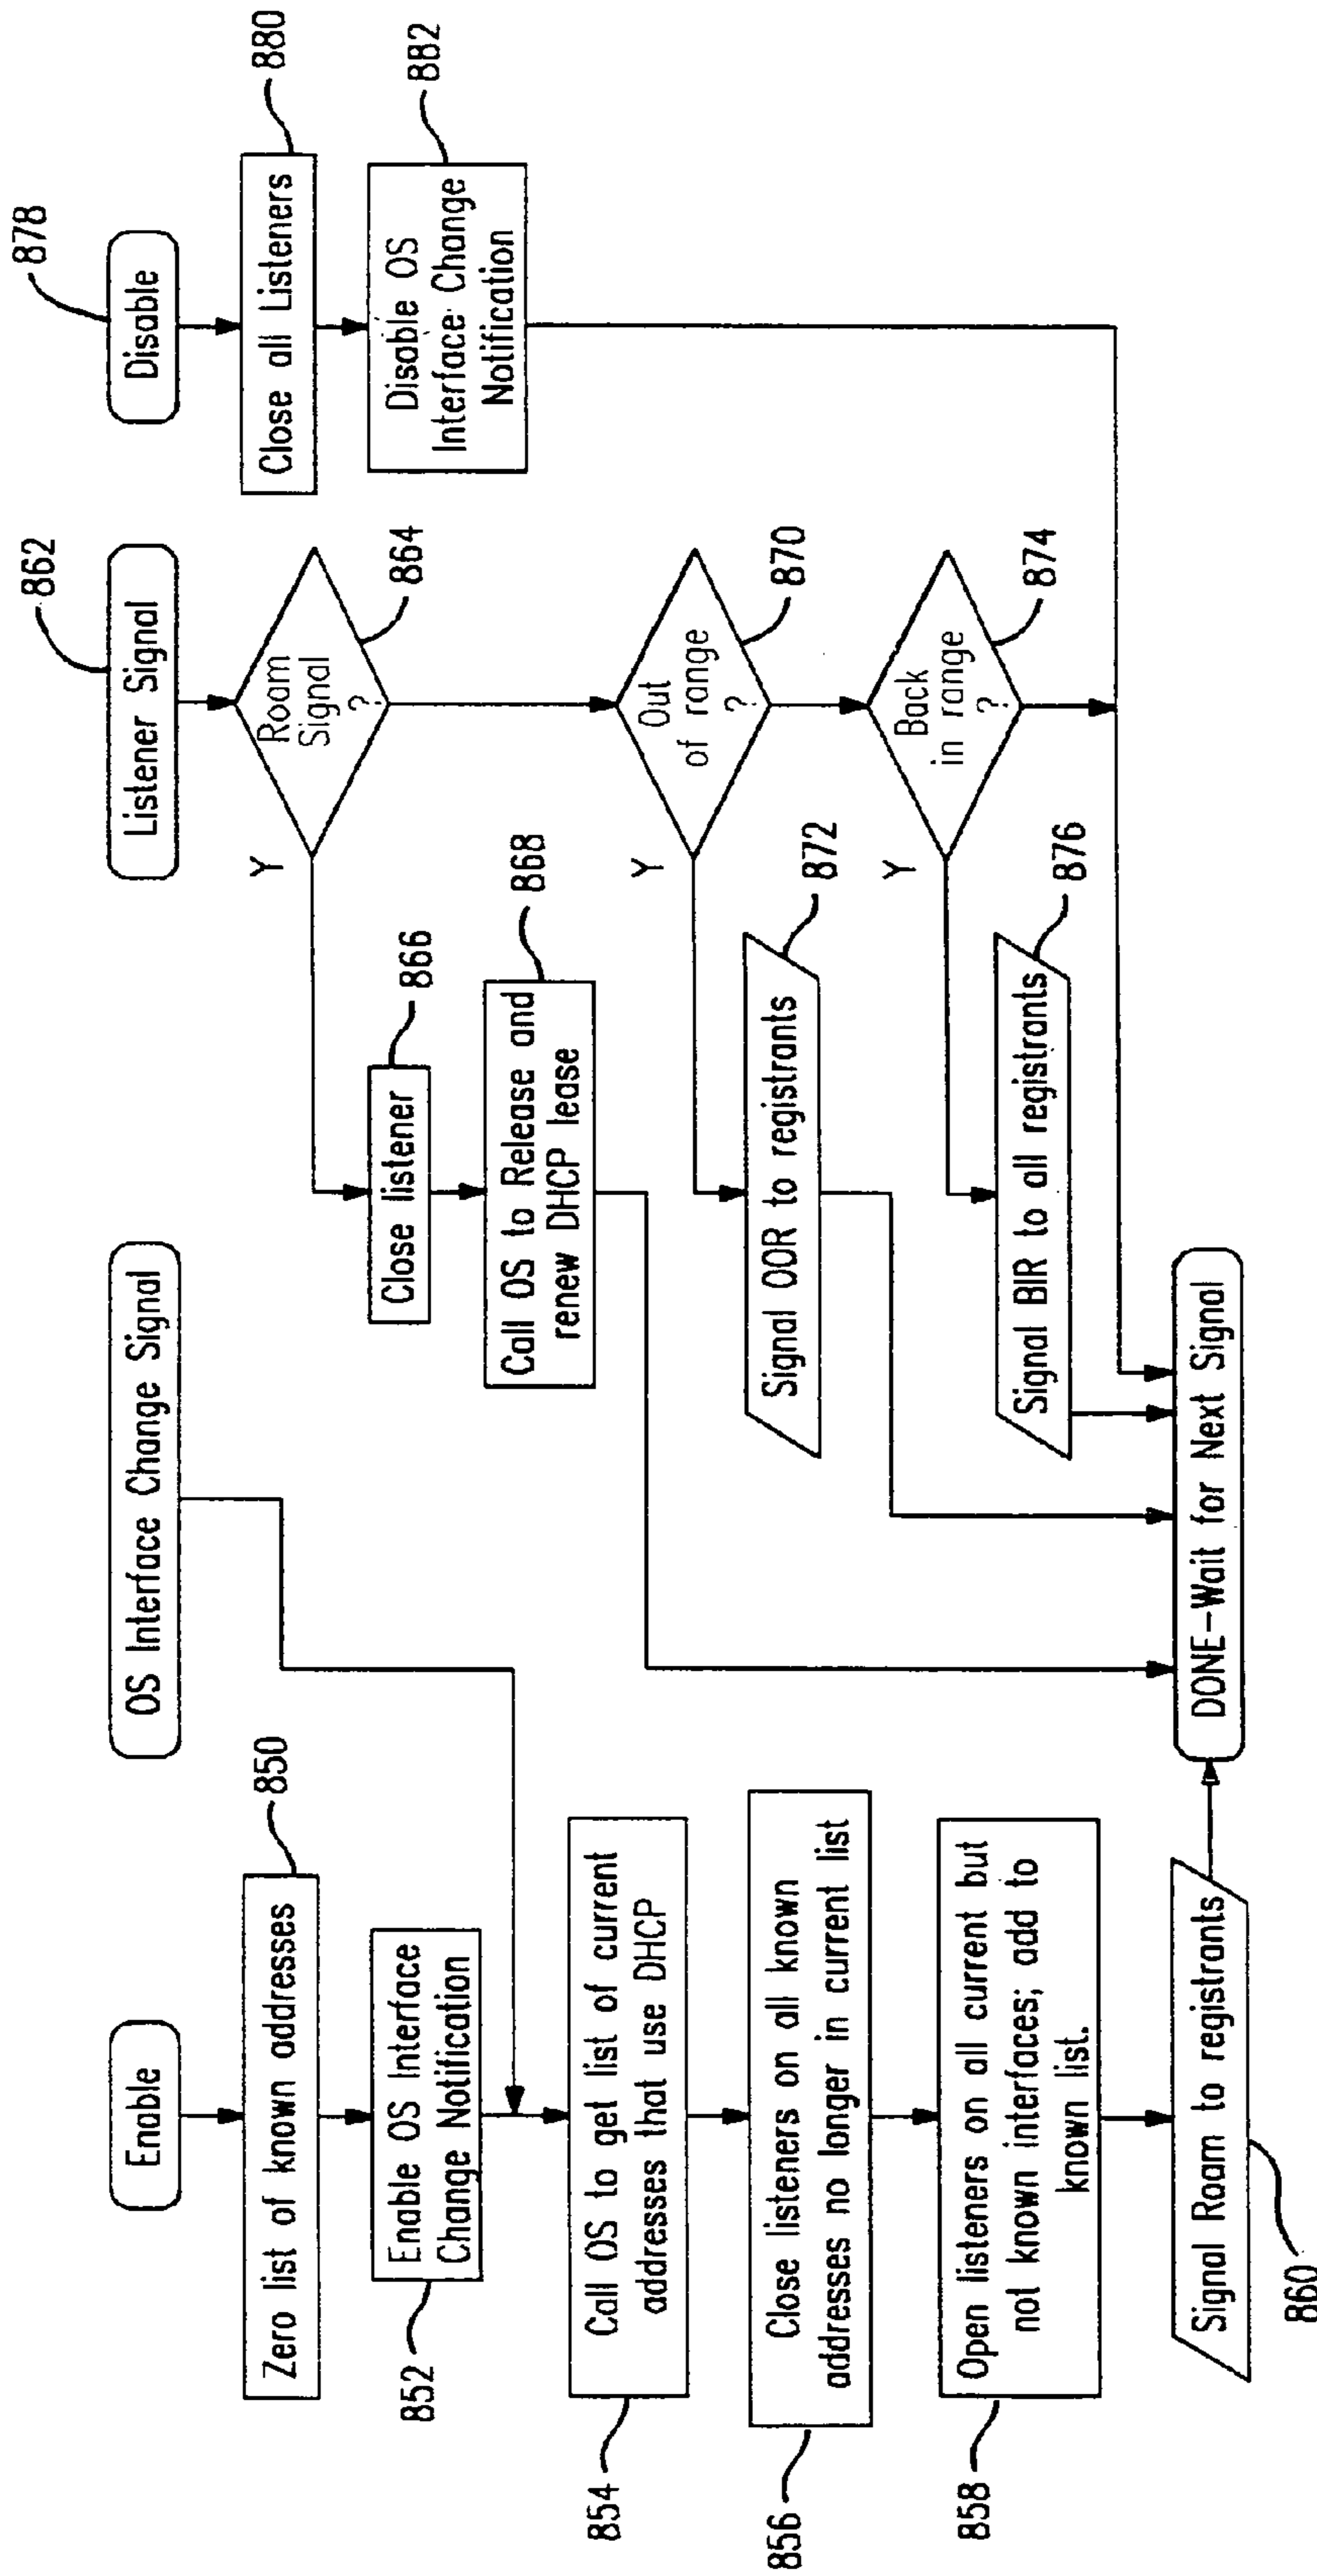 Enable
Zero list of known addresses
850
Enable OS Interface
Change Notification
852
Call OS to get list of current
addresses that use DHCP
854
Close listeners on all known
addresses no longer in current list
856
Open listeners on all current but
not known interfaces; add to
known list.
858
Signal Roam to registrants
860
OS Interface Change Signal
Listener Signal
862
Roam
Signal
?
864
Y
Close listener
866
Call OS to Release and
renew DHCP lease
868
Out
of range
?
870
Y
Signal OOR to registrants
872
Back
in range
?
874
Y
Signal BIR to all registrants
876
Disable
878
Close all Listeners
880
Disable OS
Interface Change
Notification
882
DONE-Wait for Next Signal